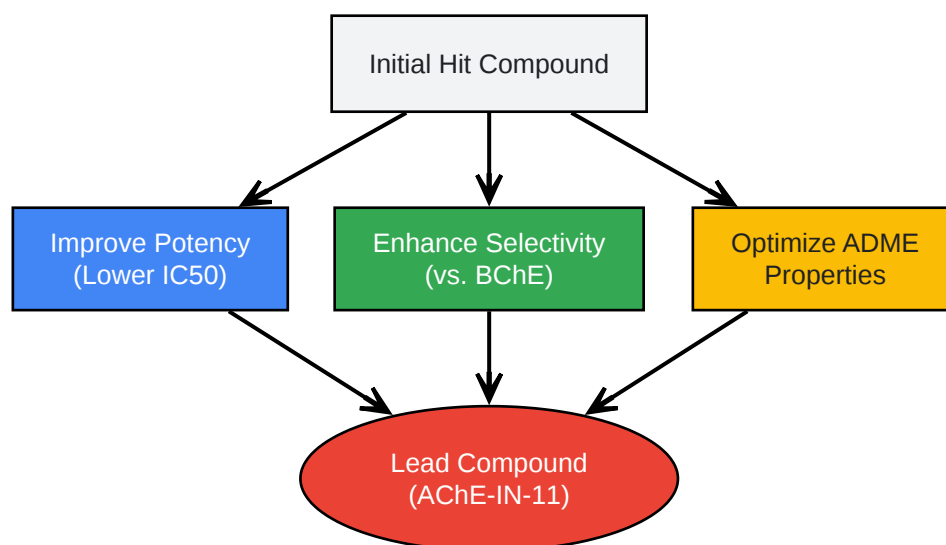 Initial Hit Compound
Improve Potency
(Lower IC50)
Enhance Selectivity
(vs. BChE)
Optimize ADME
Properties
Lead Compound
(AChE-IN-11)